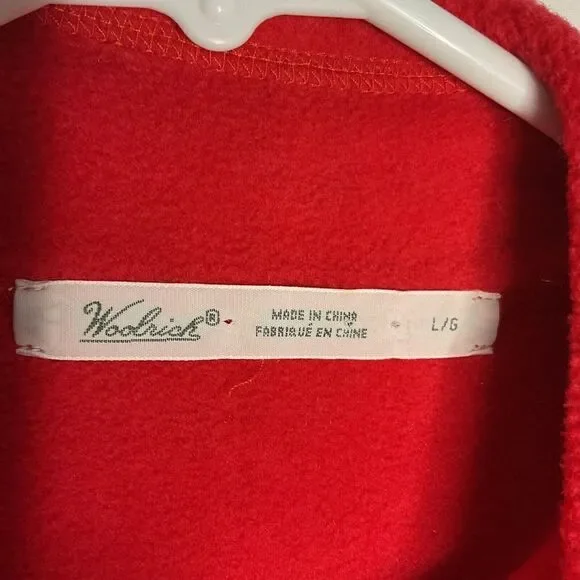 Woolrich®
MADE IN CHINA
FABRIQUÉ EN CHINE
L/G